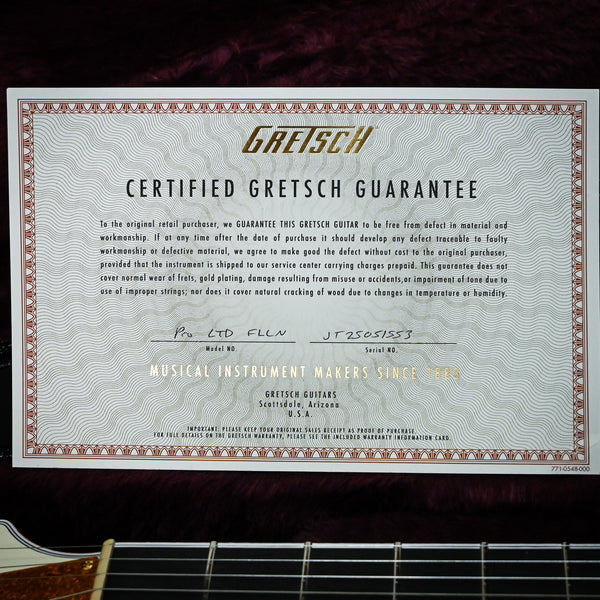 GRETSCH™
CERTIFIED GRETSCH GUARANTEE
To the original retail purchaser, we GUARANTEE THIS GRETSCH GUITAR to be free from defect in material and
workmanship. If at any time after the date of purchase it should develop any defect traceable to faulty
workmanship or defective material, we agree to make good the defect without cost to the original purchaser,
provided that the instrument is shipped to our service center carrying charges prepaid. This guarantee does not
cover normal wear of frets, gold plating, damage resulting from misuse or accidents,or impairment of tone due to
use of improper strings; nor does it cover natural cracking of wood due to changes in temperature or humidity.
Pro LTD FLLN JT25051553
Model NO. Serial NO.
MUSICAL INSTRUMENT MAKERS SINCE 1883
GRETSCH GUITARS
Scottsdale, Arizona
U.S.A.
IMPORTANT: PLEASE KEEP YOUR ORIGINAL SALES RECEIPT AS PROOF OF PURCHASE.
FOR FULL DETAILS ON THE GRETSCH WARRANTY, PLEASE SEE THE INCLUDED WARRANTY INFORMATION CARD.
771-0548-000